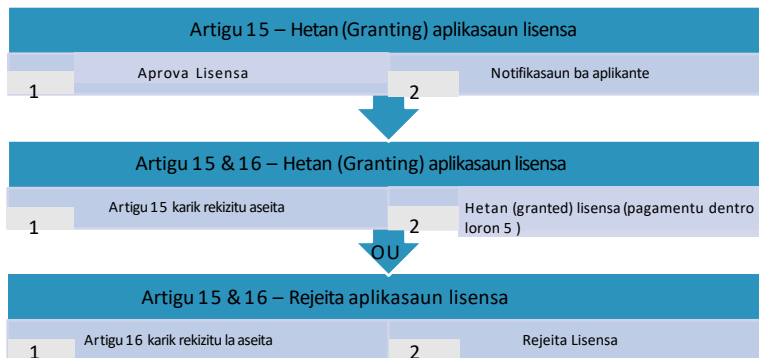 Artigu 15 – Hetan (Granting) aplikasaun lisensa
1 Aprova Lisensa
2 Notifikasaun ba aplikante
Artigu 15 & 16 – Hetan (Granting) aplikasaun lisensa
1 Artigu 15 karik rekizitu aseita
2 Hetan (granted) lisensa (pagamentu dentro
loron 5 )
OU
Artigu 15 & 16 – Rejeita aplikasaun lisensa
1 Artigu 16 karik rekizitu la aseita
2 Rejeita Lisensa